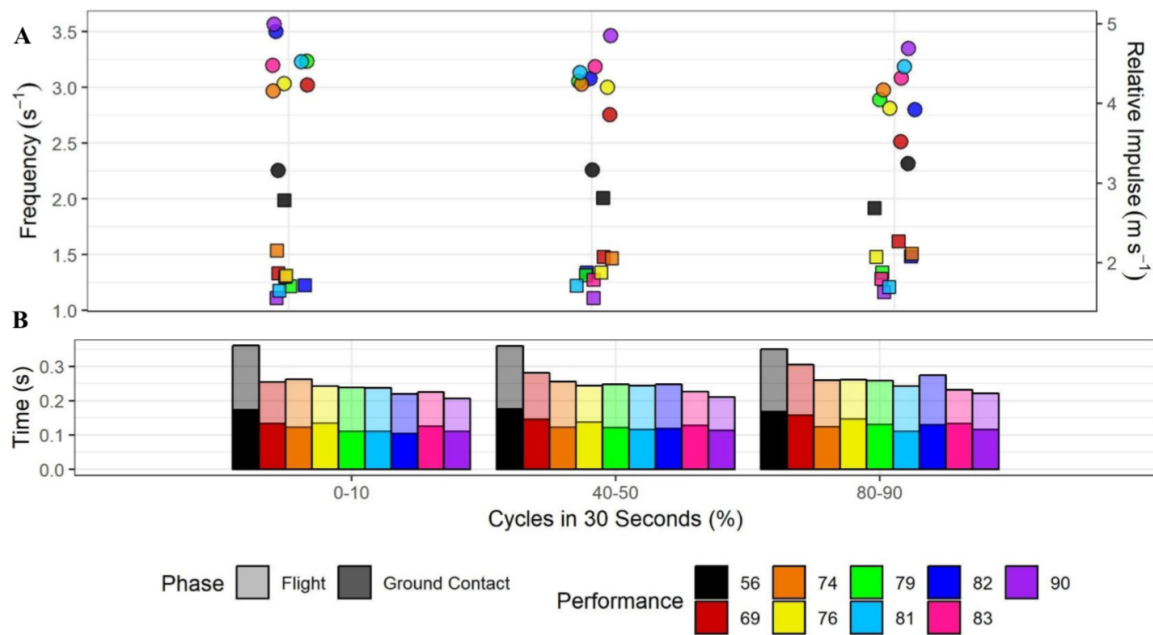 A
3.5
3.0
2.5
2.0
1.5
1.0
Frequency (s⁻¹)
5
4
3
2
Relative Impulse (m s⁻¹)
B
0.3
0.2
0.1
0.0
Time (s)
0-10 40-50 80-90
Cycles in 30 Seconds (%)
Phase Flight Ground Contact
Performance
56 74 79 82 90
69 76 81 83